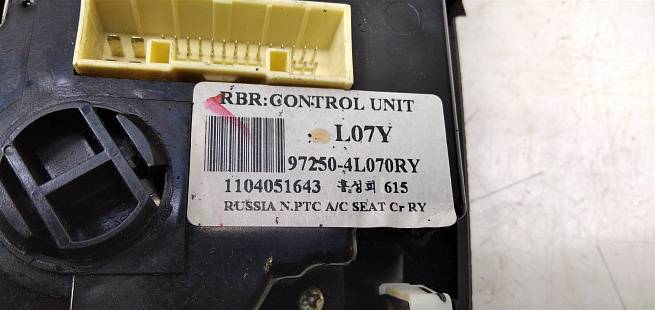 RBR:CONTROL UNIT
L07Y
97250-4L070RY
1104051643 홍성희 615
RUSSIA N.PTC A/C SEAT Cr RY